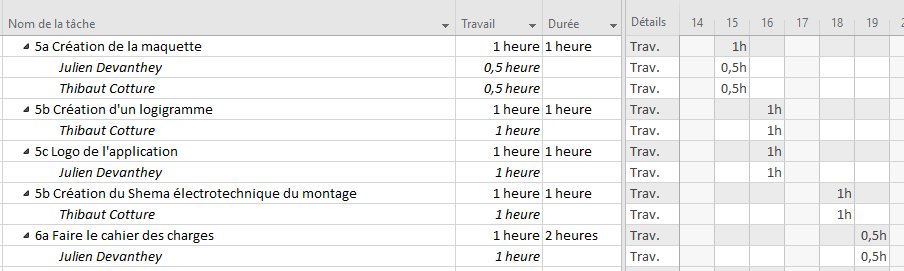 Nom de la tâche Travail Durée Détails 14 15 16 17 18 19
5a Création de la maquette 1 heure 1 heure Trav. 1h
Julien Devanthey 0,5 heure Trav. 0,5h
Thibaut Cotture 0,5 heure Trav. 0,5h
5b Création d'un logigramme 1 heure 1 heure Trav. 1h
Thibaut Cotture 1 heure Trav. 1h
5c Logo de l'application 1 heure 1 heure Trav. 1h
Julien Devanthey 1 heure Trav. 1h
5b Création du Shema électrotechnique du montage 1 heure 1 heure Trav. 1h
Thibaut Cotture 1 heure Trav. 1h
6a Faire le cahier des charges 1 heure 2 heures Trav. 0,5h
Julien Devanthey 1 heure Trav. 0,5h